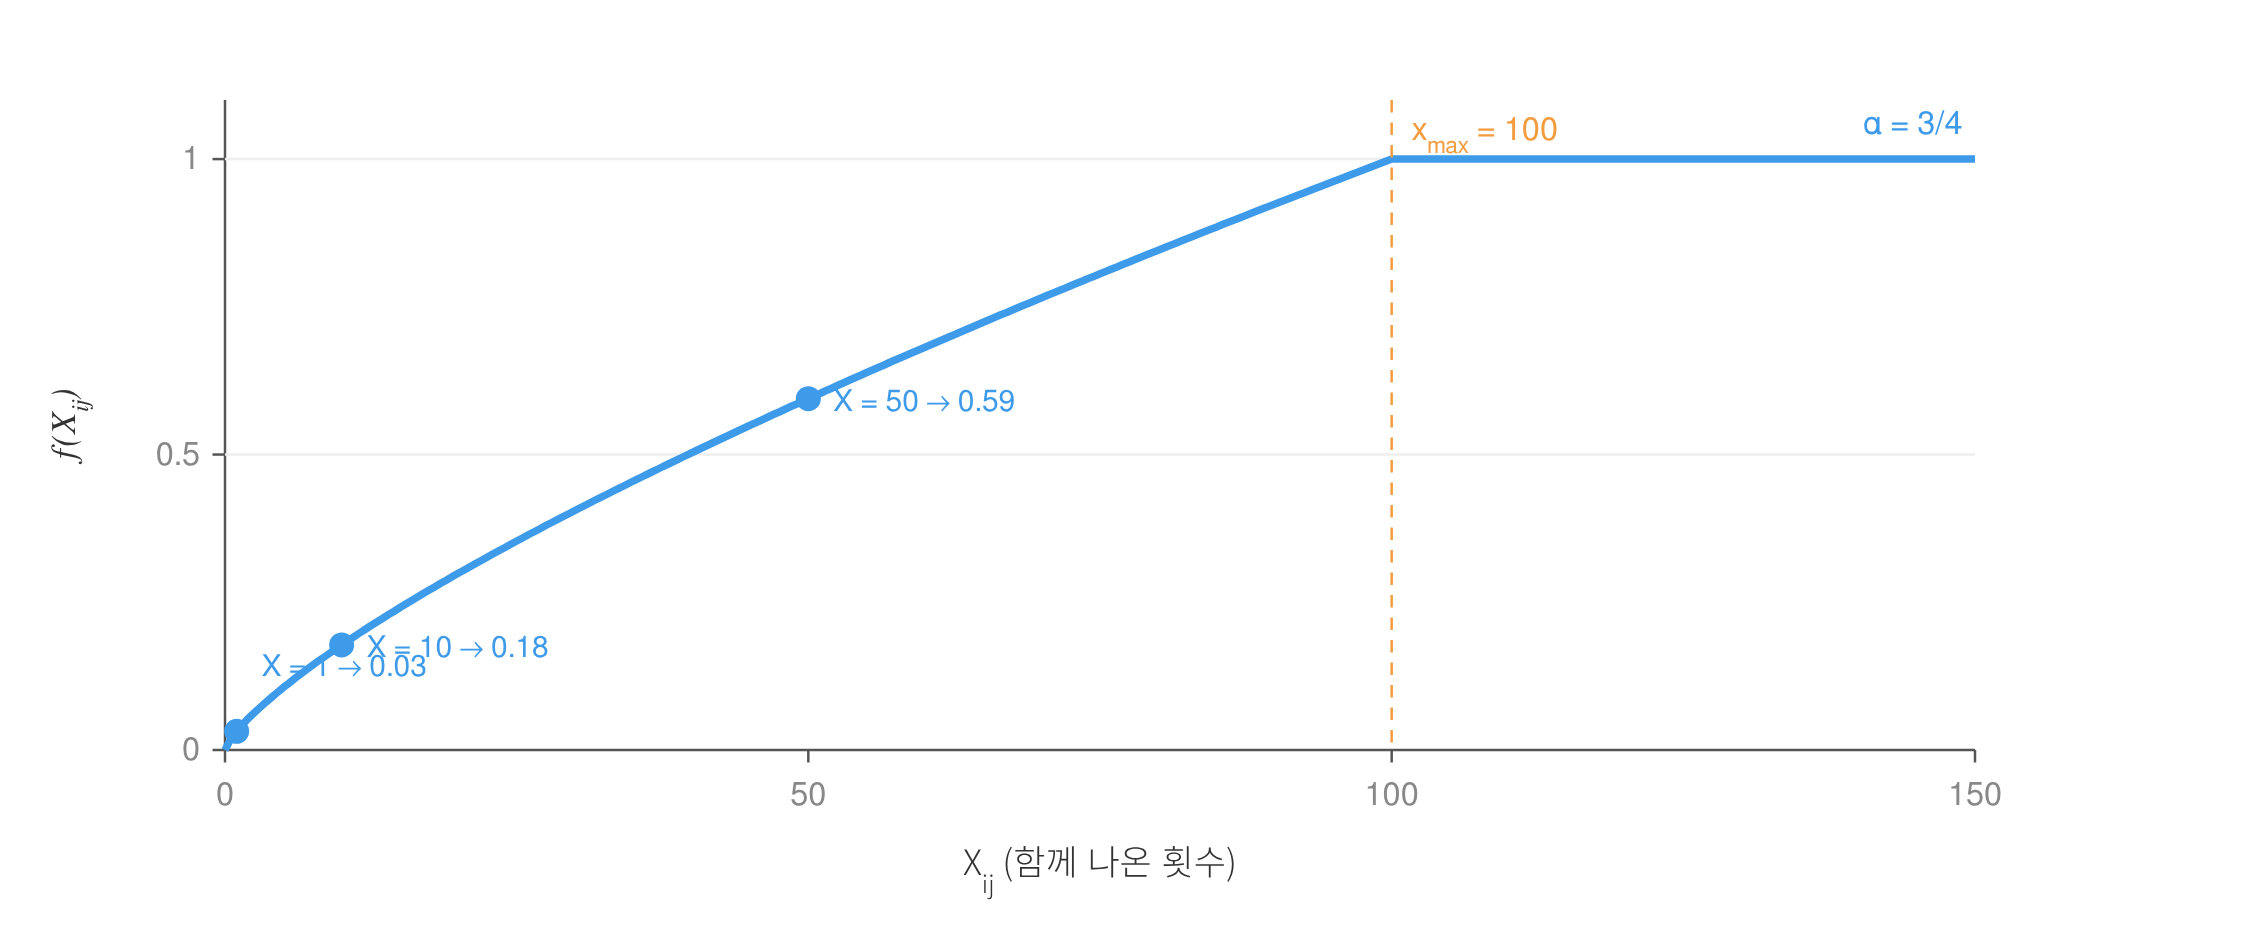 x_max = 100
α = 3/4
1
X = 50 → 0.59
f(X_ij)
0.5
X = 10 → 0.18
X = 1 → 0.03
0
0
50
100
150
X_ij (함께 나온 횟수)